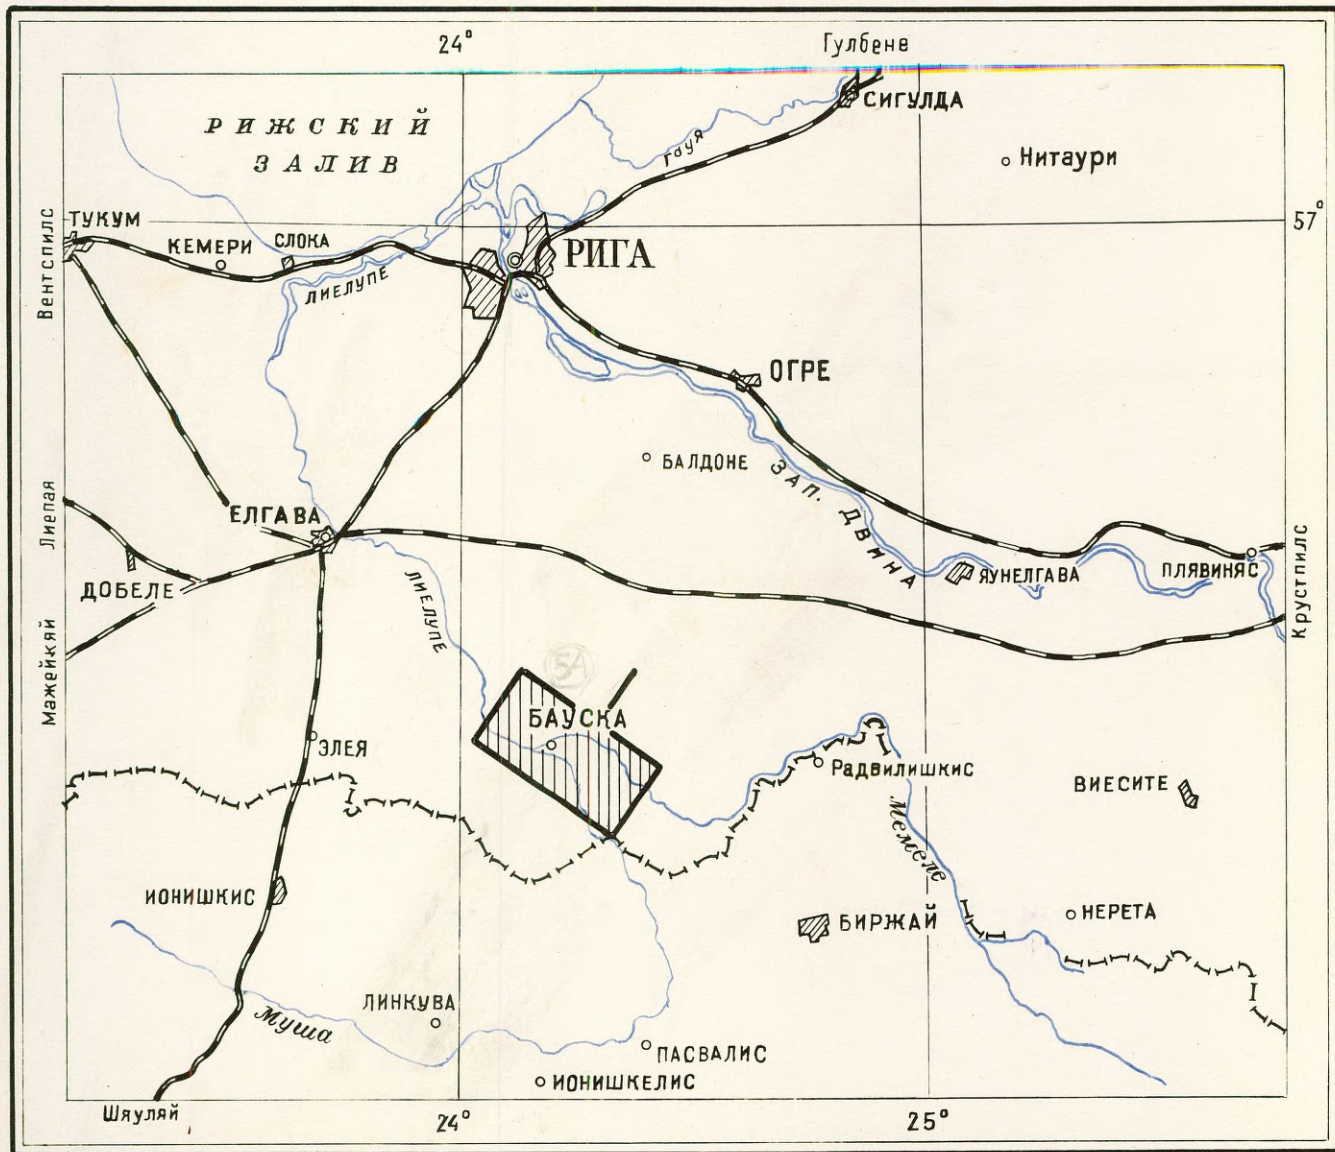 24°
Гулбене
СИГУЛДА
РИЖСКИЙ
ЗАЛИВ
Гауя
Нитаури
ТУКУМ
57°
КЕМЕРИ
СЛОКА
РИГА
Вентспилс
ЛИЕЛУПЕ
ОГРЕ
БАЛДОНЕ
ЗАП. ДВИНА
Лиепая
ЕЛГАВА
ДОБЕЛЕ
ЛИЕЛУПЕ
ЯУНЕЛГАВА
ПЛЯВИНЯС
Крустпилс
Мажейкяй
5А
БАУСКА
ЭЛЕЯ
Радвилишкис
ВИЕСИТЕ
Мемеле
ИОНИШКИС
БИРЖАЙ
НЕРЕТА
ЛИНКУВА
Муша
ПАСВАЛИС
ИОНИШКЕЛИС
Шяуляй
24°
25°